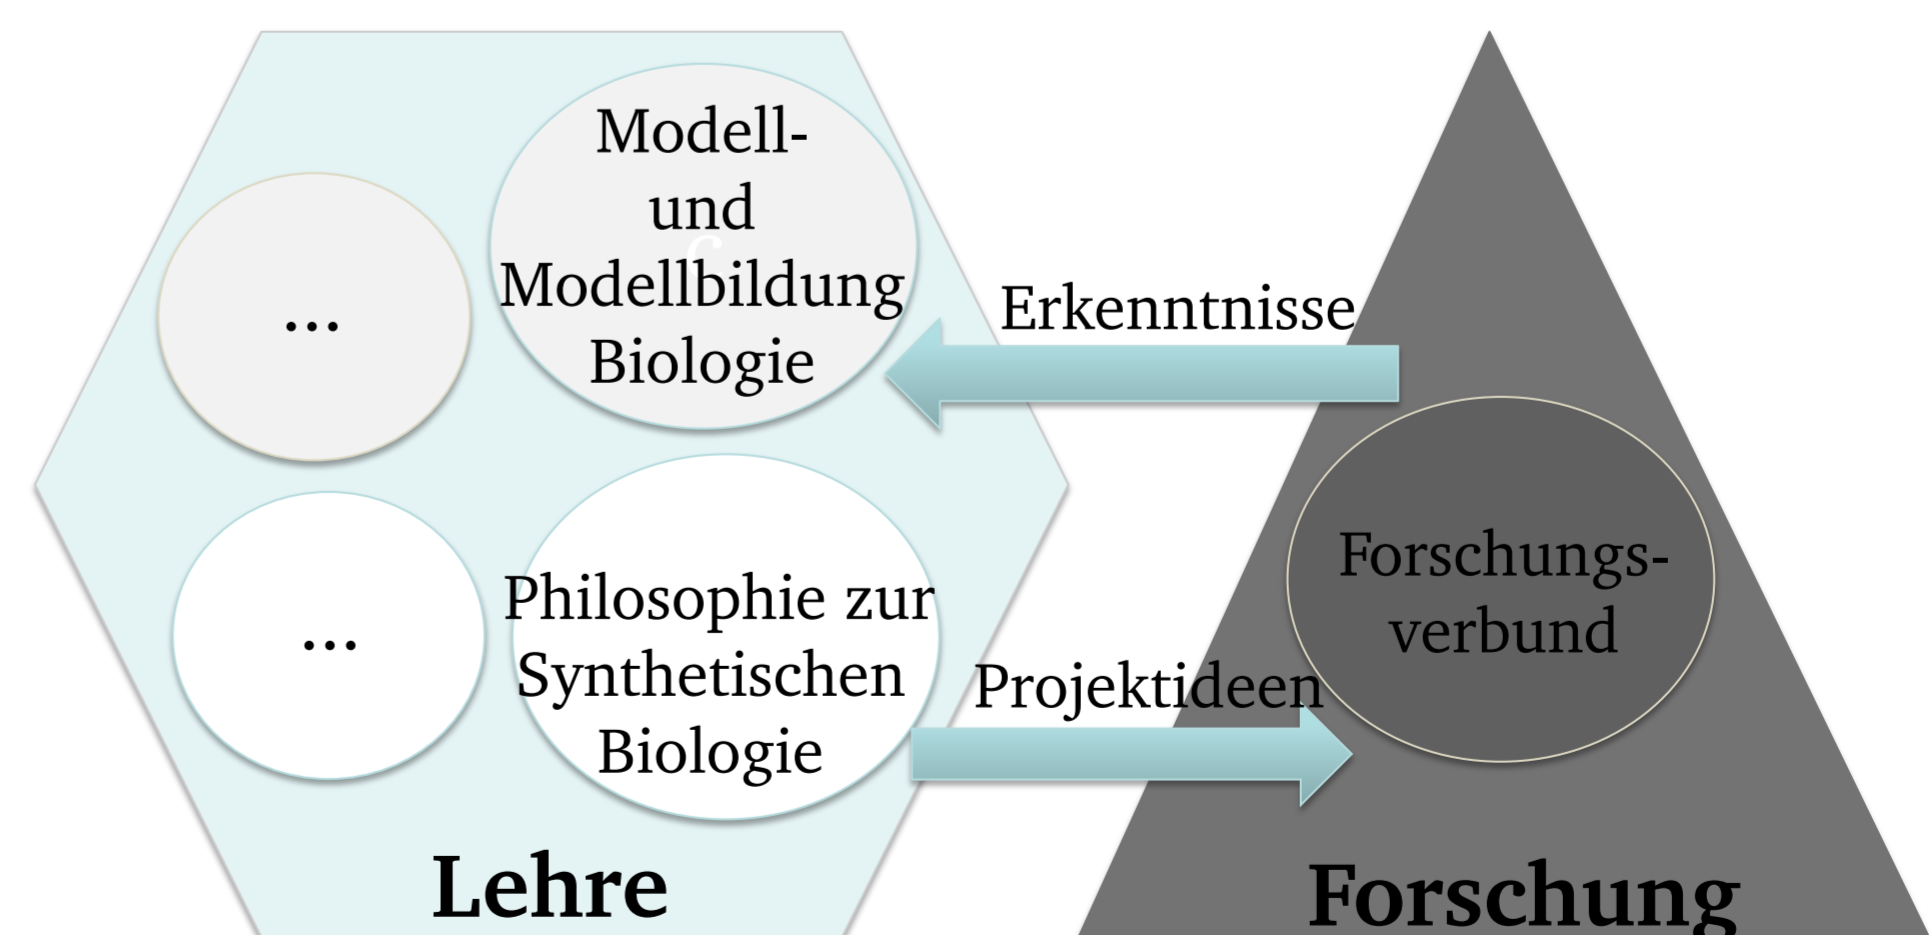 Modell-
und
c
Modellbildung
Biologie
...
Erkenntnisse
...
Philosophie zur
Synthetischen
Biologie
Projektideen
Forschungs-
verbund
Lehre
Forschung